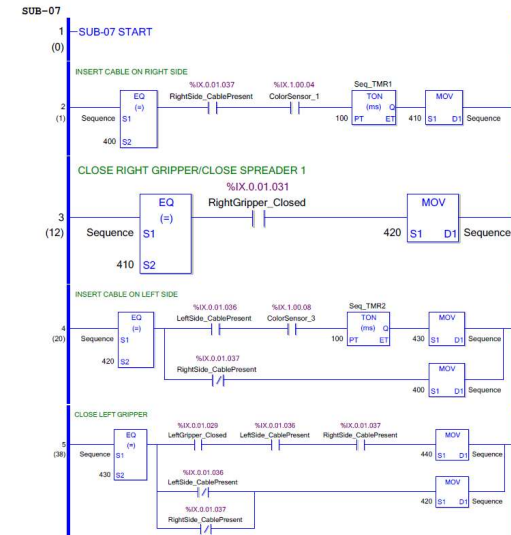 SUB-07
1 SUB-07 START
(0)
INSERT CABLE ON RIGHT SIDE
%IX.0.01.037 %IX.1.00.04 Seq_TMR1
EQ RightSide_CablePresent ColorSensor_1 TON MOV
(=) (ms) Q
2
(1) Sequence S1 100 PT ET 410 S1 D1 Sequence
400 S2
CLOSE RIGHT GRIPPER/CLOSE SPREADER 1
%IX.0.01.031
EQ RightGripper_Closed MOV
3 (=)
(12) Sequence S1 420 S1 D1 Sequence
410 S2
INSERT CABLE ON LEFT SIDE
%IX.0.01.036 %IX.1.00.08 Seq_TMR2
EQ LeftSide_CablePresent ColorSensor_3 TON MOV
4 (=) (ms) Q
(20) Sequence S1 100 PT ET 430 S1 D1 Sequence
%IX.0.01.037
420 S2 RightSide_CablePresent MOV
400 S1 D1 Sequence
CLOSE LEFT GRIPPER
%IX.0.01.029 %IX.0.01.036 %IX.0.01.037
EQ LeftGripper_Closed LeftSide_CablePresent RightSide_CablePresent MOV
5 (=)
(38) Sequence S1 440 S1 D1 Sequence
%IX.0.01.036
430 S2 LeftSide_CablePresent MOV
420 S1 D1 Sequence
%IX.0.01.037
RightSide_CablePresent